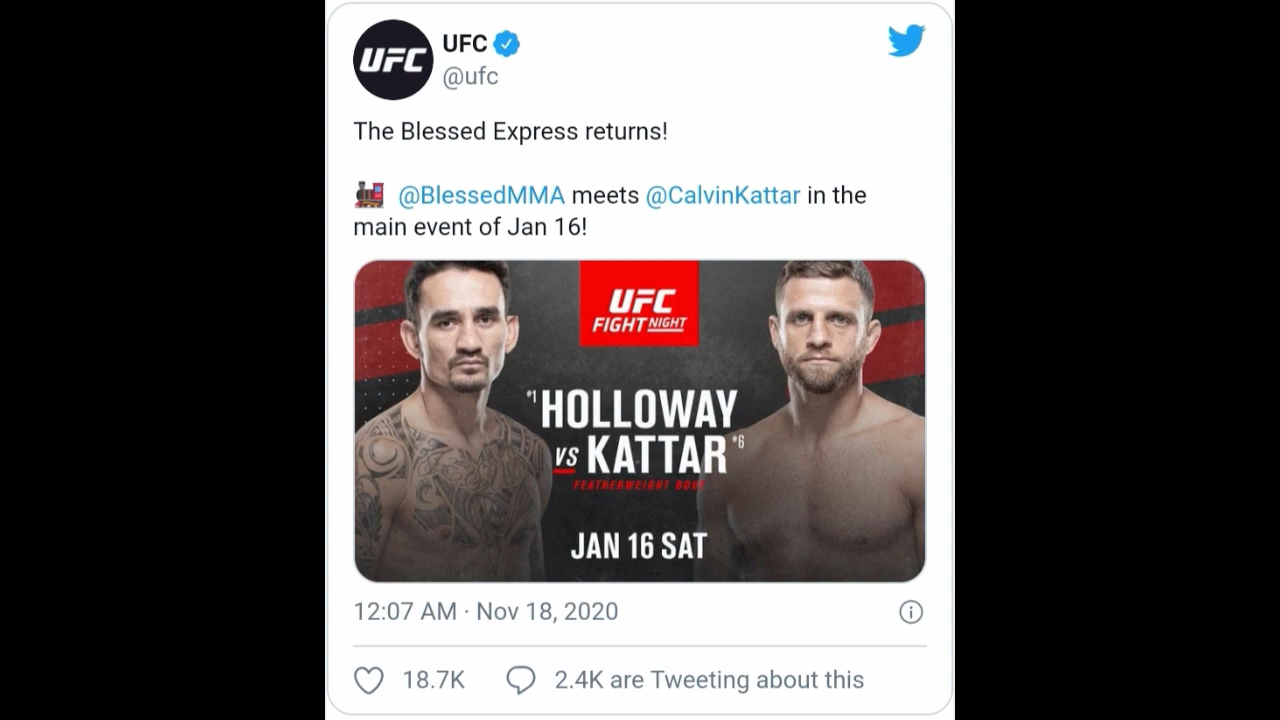 UFC
UFC
@ufc
The Blessed Express returns!
🚂 @BlessedMMA meets @CalvinKattar in the
main event of Jan 16!
UFC
FIGHT NIGHT
#1 HOLLOWAY
VS KATTAR #6
FEATHERWEIGHT BOUT
JAN 16 SAT
12:07 AM · Nov 18, 2020
18.7K 2.4K are Tweeting about this